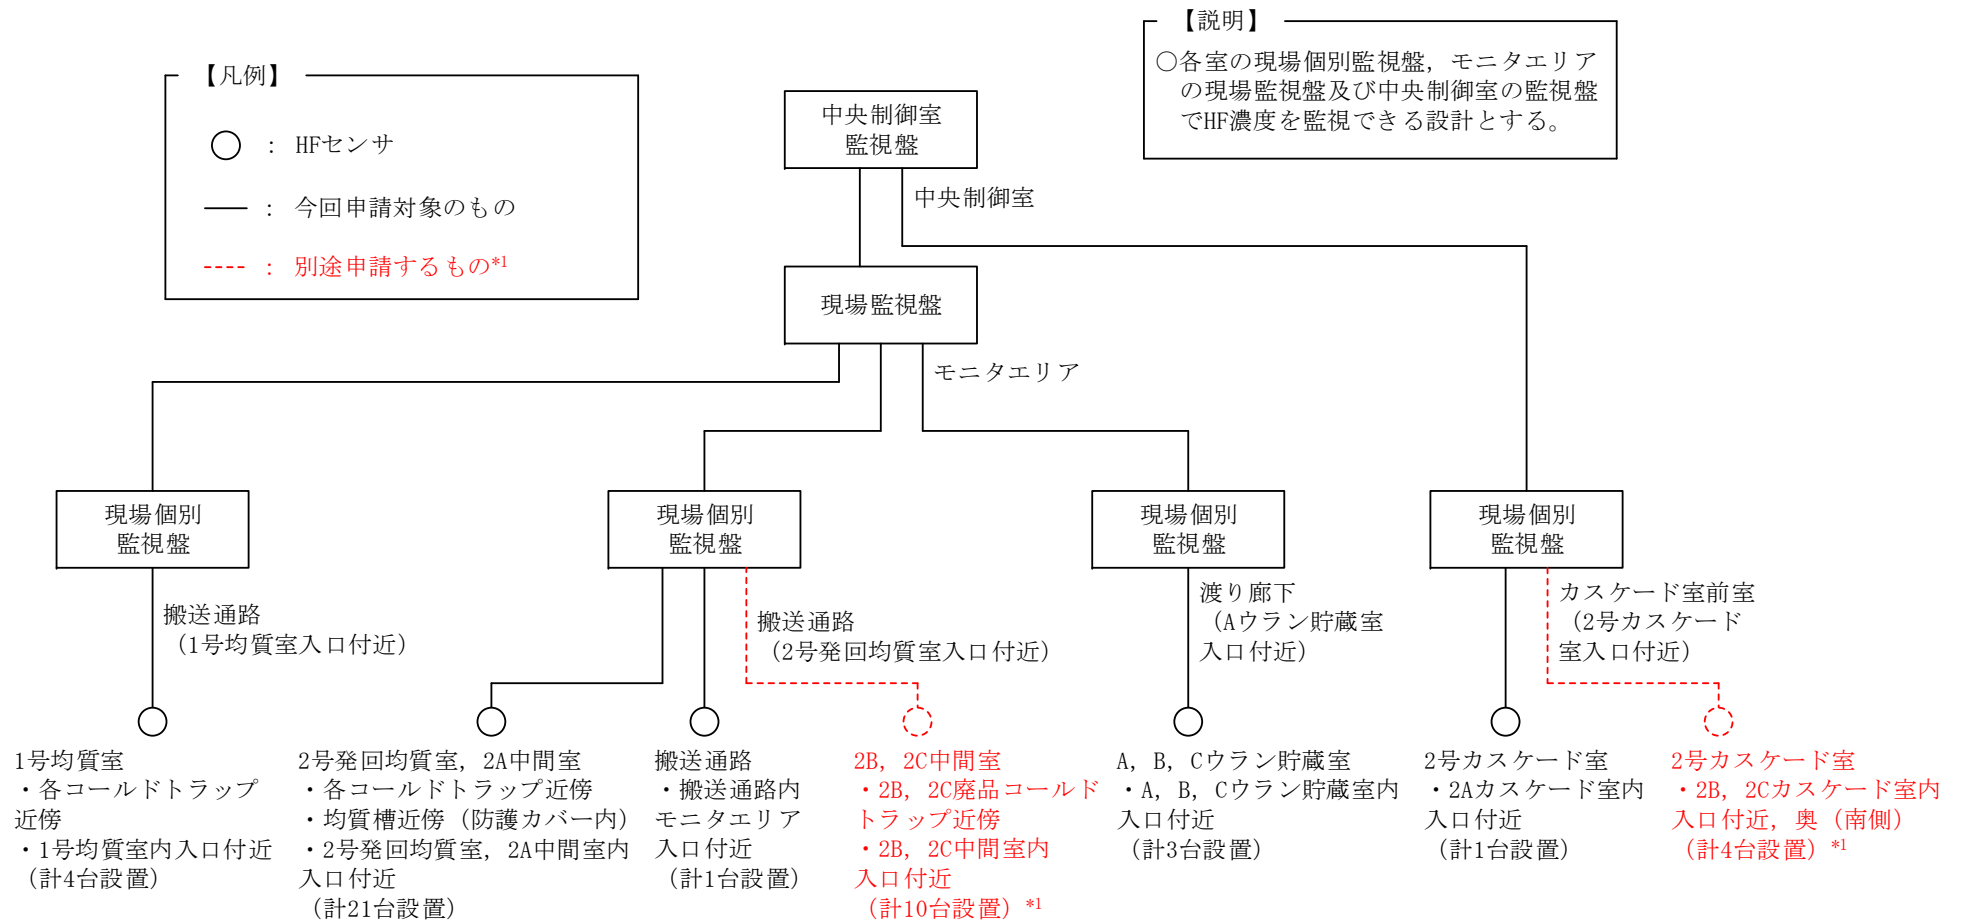 【凡例】
○ : HFセンサ
― : 今回申請対象のもの
---- : 別途申請するもの*1
【説明】
○各室の現場個別監視盤，モニタエリア
の現場監視盤及び中央制御室の監視盤
でHF濃度を監視できる設計とする。
中央制御室
監視盤
中央制御室
現場監視盤
モニタエリア
現場個別
監視盤
現場個別
監視盤
現場個別
監視盤
現場個別
監視盤
搬送通路
（1号均質室入口付近）
搬送通路
（2号発回均質室入口付近）
渡り廊下
（Aウラン貯蔵室
入口付近）
カスケード室前室
（2号カスケード
室入口付近）
1号均質室
・各コールドトラップ
近傍
・1号均質室内入口付近
（計4台設置）
2号発回均質室，2A中間室
・各コールドトラップ近傍
・均質槽近傍（防護カバー内）
・2号発回均質室，2A中間室内
入口付近
（計21台設置）
搬送通路
・搬送通路内
モニタエリア
入口付近
（計1台設置）
2B，2C中間室
・2B，2C廃品コールド
トラップ近傍
・2B，2C中間室内
入口付近
（計10台設置）*1
A，B，Cウラン貯蔵室
・A，B，Cウラン貯蔵室内
入口付近
（計3台設置）
2号カスケード室
・2Aカスケード室内
入口付近
（計1台設置）
2号カスケード室
・2B，2Cカスケード室内
入口付近，奥（南側）
（計4台設置）*1